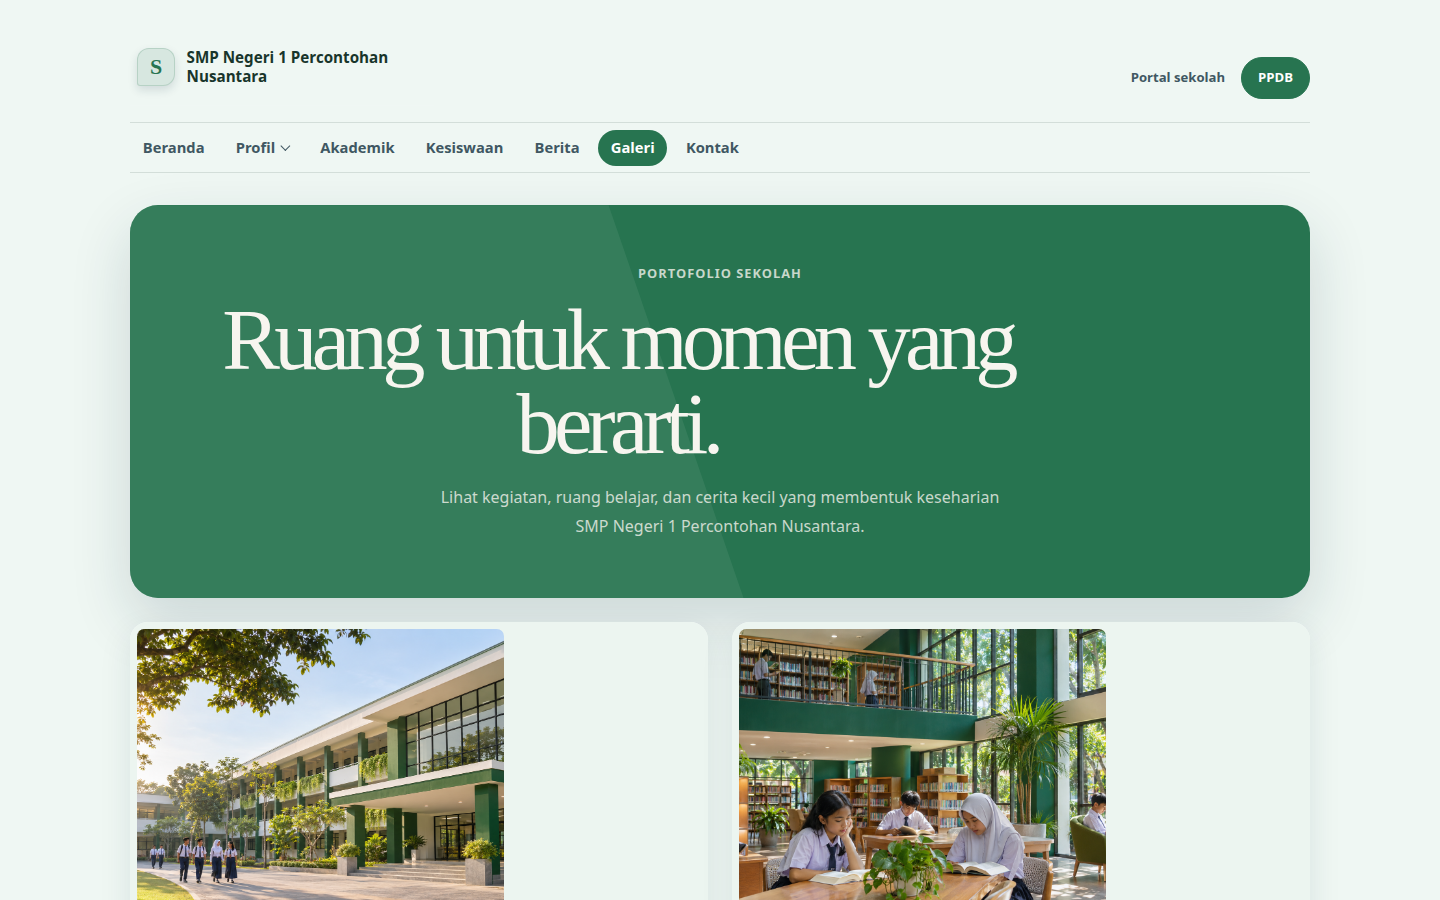 S
SMP Negeri 1 Percontohan
Nusantara
Portal sekolah
PPDB
Beranda
Profil
Akademik
Kesiswaan
Berita
Galeri
Kontak
PORTOFOLIO SEKOLAH
Ruang untuk momen yang
berarti.
Lihat kegiatan, ruang belajar, dan cerita kecil yang membentuk keseharian
SMP Negeri 1 Percontohan Nusantara.